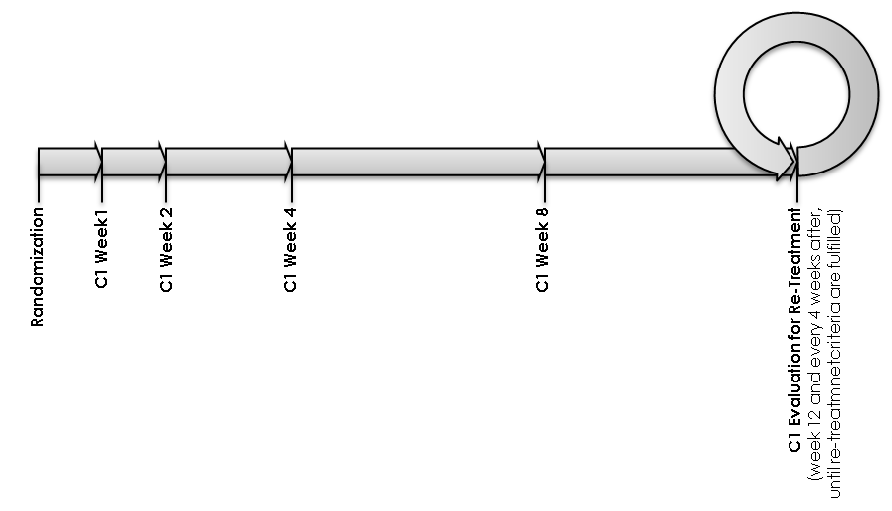 Randomization
C1 Week1
C1 Week 2
C1 Week 4
C1 Week 8
C1 Evaluation for Re-Treatment
(week 12 and every 4 weeks after,
until re-treatmnetcriteria are fulfilled)